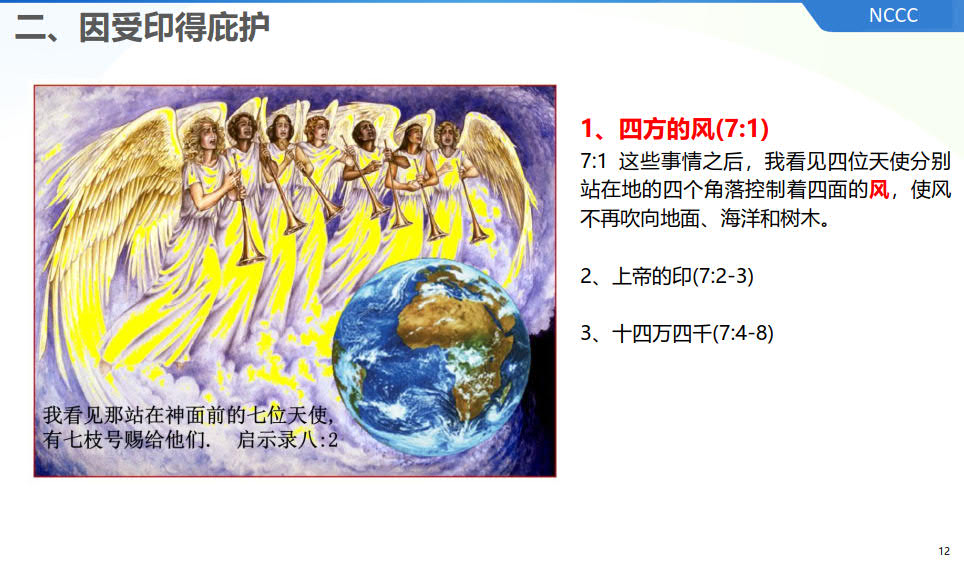 二、因受印得庇护
NCCC
我看见那站在神面前的七位天使,
有七枝号赐给他们. 启示录八:2
1、四方的风(7:1)
7:1 这些事情之后，我看见四位天使分别
站在地的四个角落控制着四面的风，使风
不再吹向地面、海洋和树木。
2、上帝的印(7:2-3)
3、十四万四千(7:4-8)
12